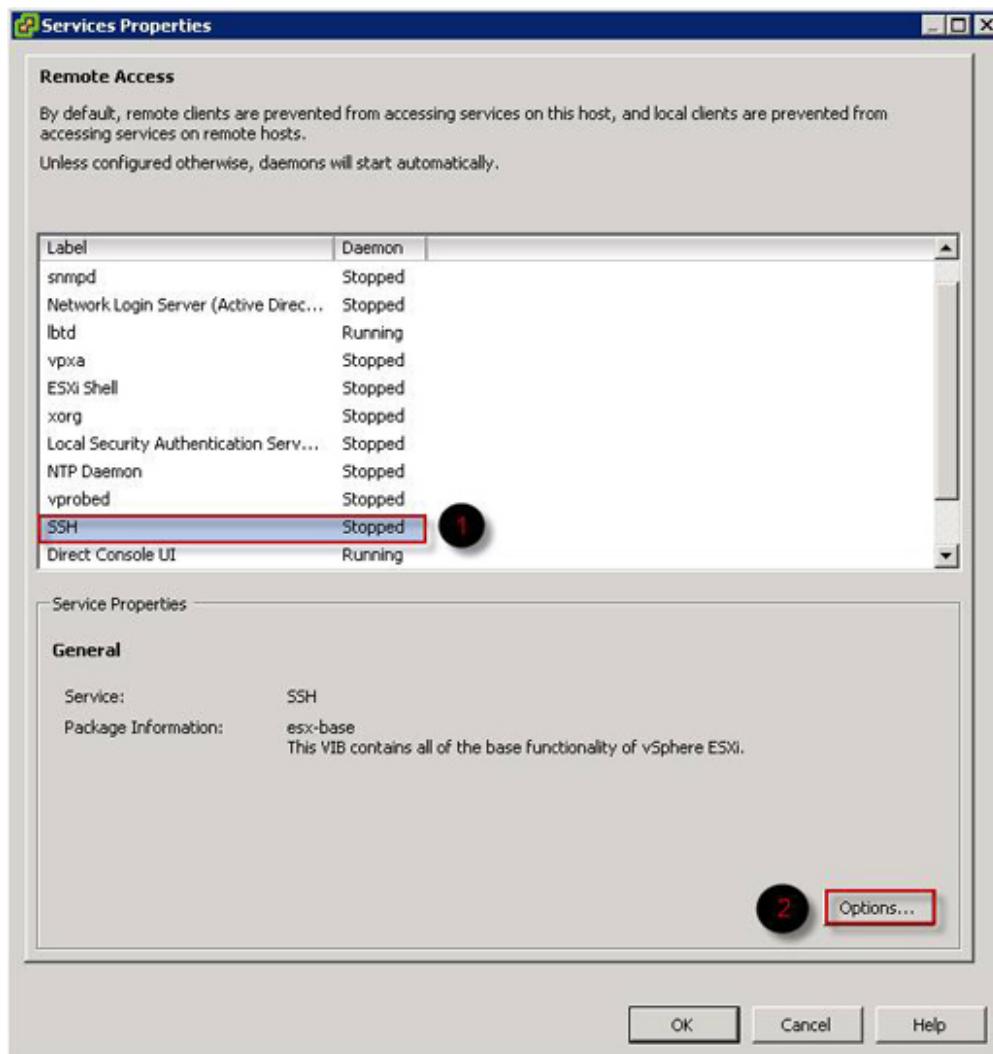 Services Properties
Remote Access
By default, remote clients are prevented from accessing services on this host, and local clients are prevented from
accessing services on remote hosts.
Unless configured otherwise, daemons will start automatically.
Label Daemon
snmpd Stopped
Network Login Server (Active Direc... Stopped
lbtd Running
vpxa Stopped
ESXi Shell Stopped
xorg Stopped
Local Security Authentication Serv... Stopped
NTP Daemon Stopped
vprobed Stopped
SSH Stopped 1
Direct Console UI Running
Service Properties
General
Service: SSH
Package Information: esx-base
This VIB contains all of the base functionality of vSphere ESXi.
2 Options...
OK Cancel Help